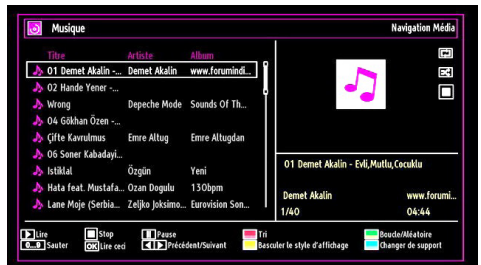 Musique
Navigation Média
Titre Artiste Album
01 Demet Akalin -... Demet Akalin www.forumindi...
02 Hande Yener -...
Wrong Depeche Mode Sounds Of Th...
04 Gökhan Özen -...
Çifte Kavrulmus Emre Altug Emre Altugdan
06 Soner Kabadayi...
Istiklal Özgün Yeni
Hata feat. Mustafa... Ozan Dogulu 130bpm
Lane Moje (Serbia... Zeljko Joksimo... Eurovision Son...
01 Demet Akalin - Evli,Mutlu,Cocuklu
Demet Akalin www.forumi...
1/40 04:44
Lire Stop Pause Tri Boucle/Aléatoire
0...9 Sauter OK Lire ceci Précédent/Suivant Basculer le style d'affichage Changer de support